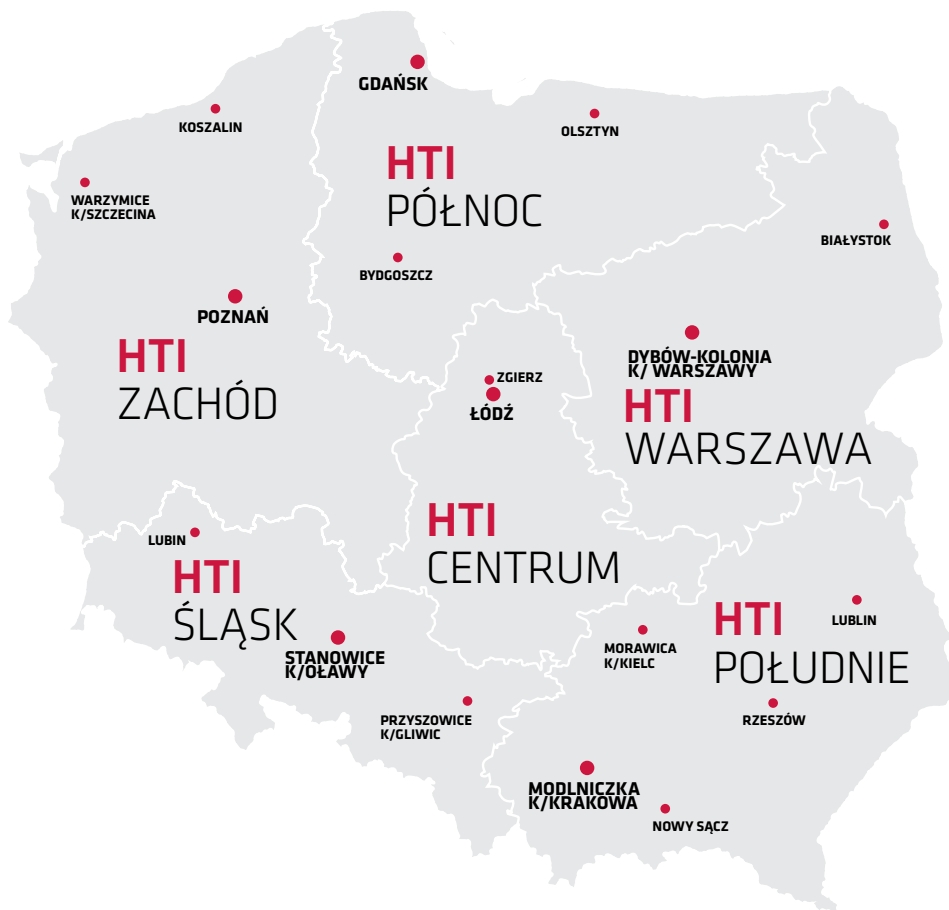 GDAŃSK
KOSZALIN
OLSZTYN
HTI
PÓŁNOC
WARZYMICE
K/SZCZECINA
BIAŁYSTOK
BYDGOSZCZ
POZNAŃ
HTI
ZACHÓD
DYBÓW-KOLONIA
K/ WARSZAWY
HTI
WARSZAWA
ZGIERZ
ŁÓDŹ
HTI
CENTRUM
LUBIN
HTI
ŚLĄSK
STANOWICE
K/OŁAWY
PRZYSZOWICE
K/GLIWIC
HTI
POŁUDNIE
LUBLIN
MORAWICA
K/KIELC
RZESZÓW
MODLNICZKA
K/KRAKOWA
NOWY SĄCZ